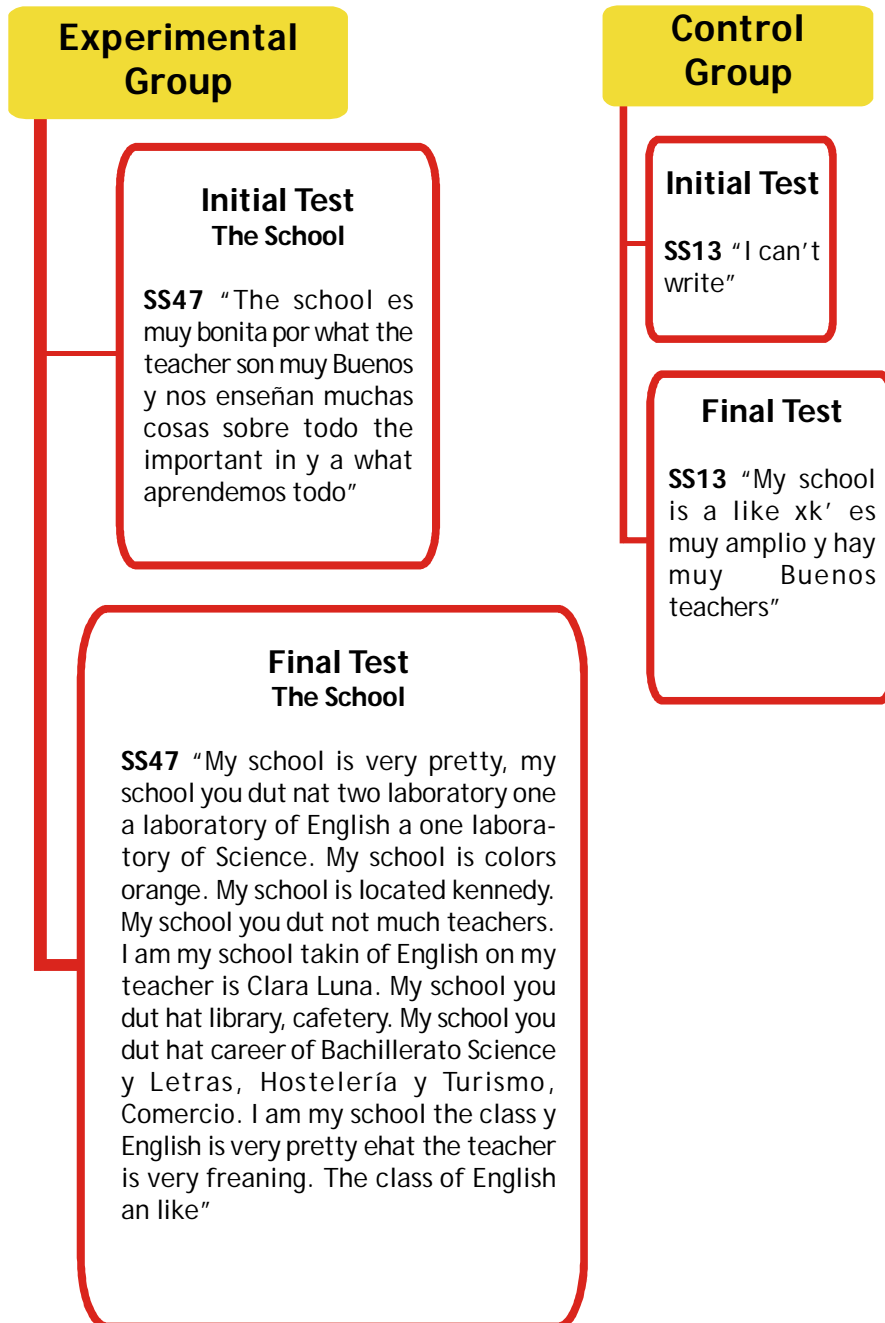 Experimental
Group
Initial Test
The School
SS47 “The school es
muy bonita por what the
teacher son muy Buenos
y nos enseñan muchas
cosas sobre todo the
important in y a what
aprendemos todo”
Final Test
The School
SS47 “My school is very pretty, my
school you dut nat two laboratory one
a laboratory of English a one labora-
tory of Science. My school is colors
orange. My school is located kennedy.
My school you dut not much teachers.
I am my school takin of English on my
teacher is Clara Luna. My school you
dut hat library, cafetery. My school you
dut hat career of Bachillerato Science
y Letras, Hostelería y Turismo,
Comercio. I am my school the class y
English is very pretty ehat the teacher
is very freaning. The class of English
an like”
Control
Group
Initial Test
SS13 “I can’t
write”
Final Test
SS13 “My school
is a like xk’ es
muy amplio y hay
muy Buenos
teachers”